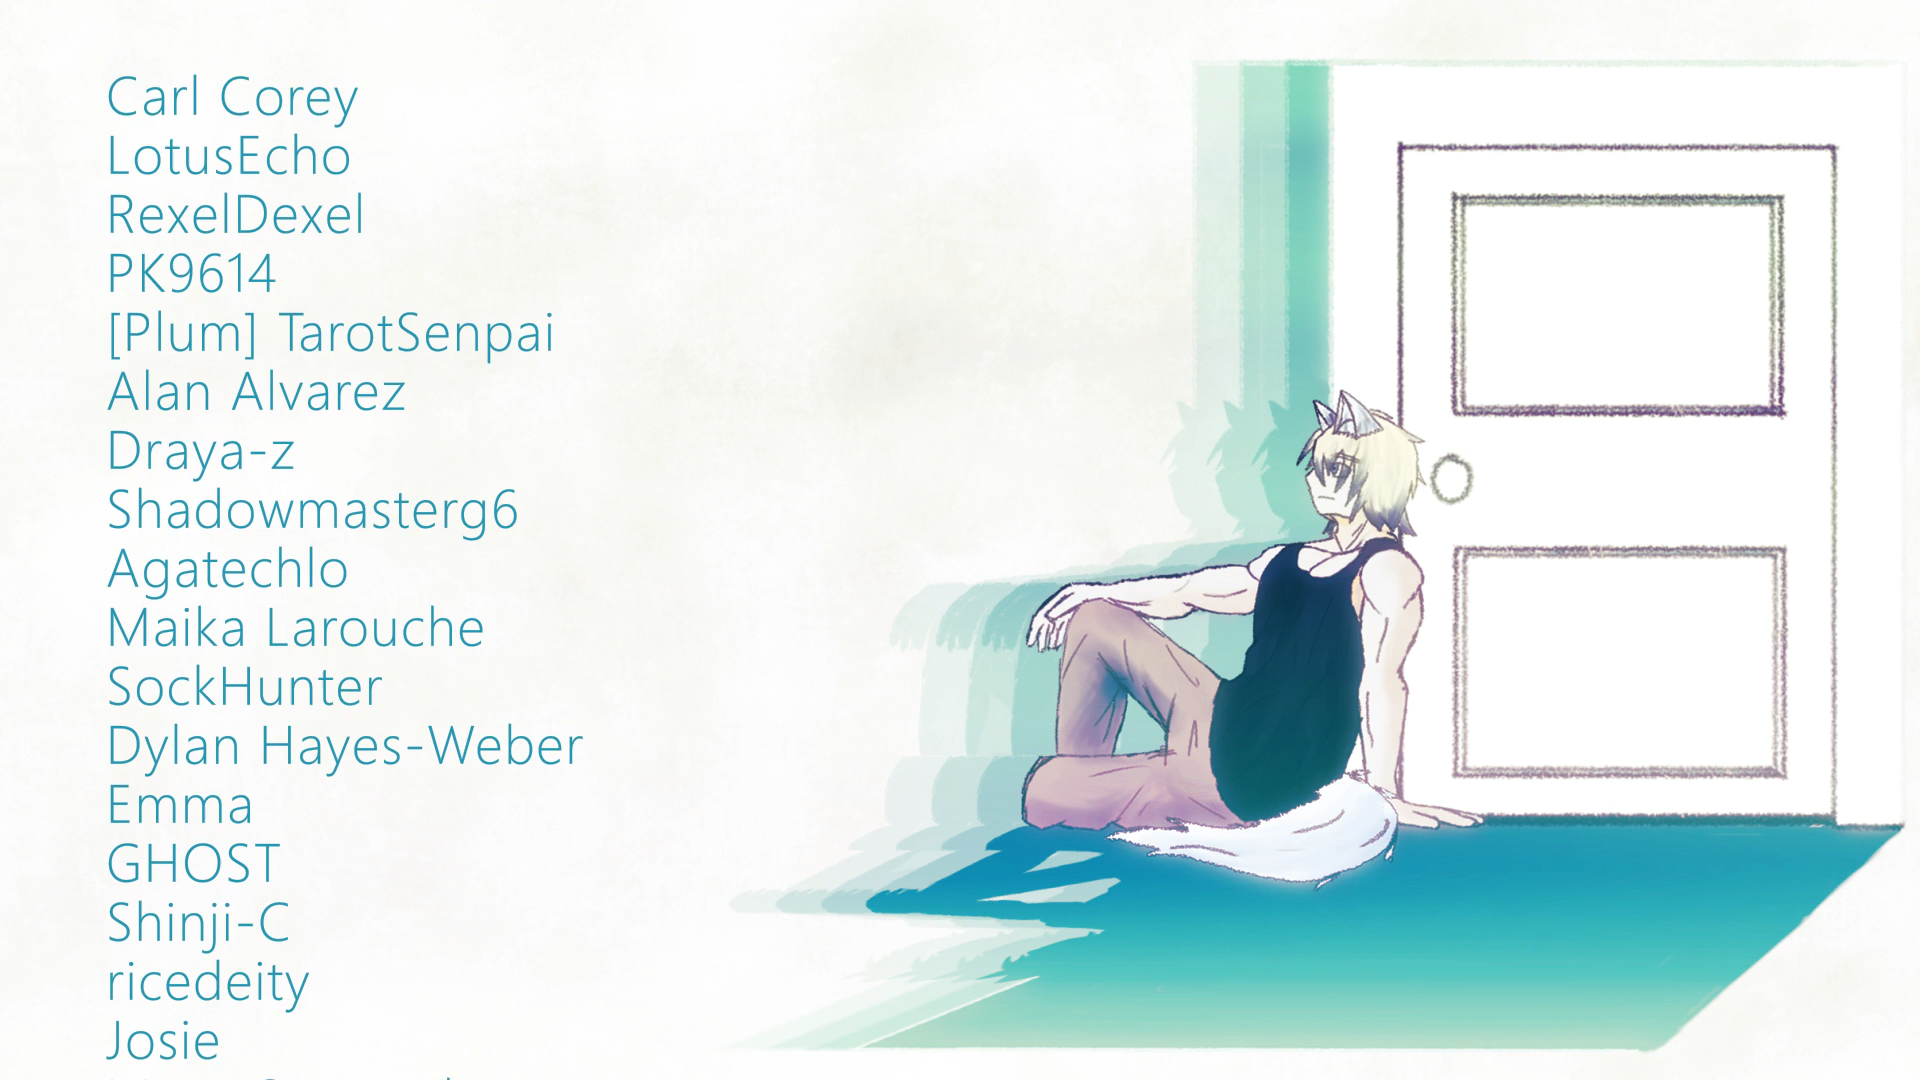 Carl Corey
LotusEcho
RexelDexel
PK9614
[Plum] TarotSenpai
Alan Alvarez
Draya-z
Shadowmasterg6
Agatechlo
Maika Larouche
SockHunter
Dylan Hayes-Weber
Emma
GHOST
Shinji-C
ricedeity
Josie